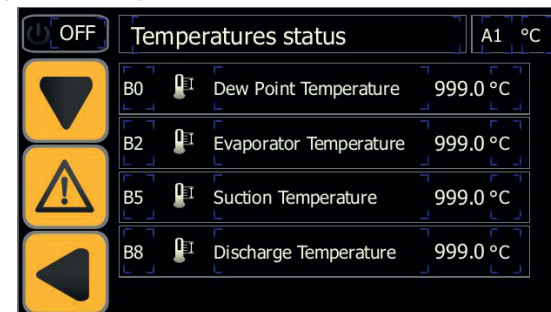 OFF Temperatures status A1 °C
B0 Dew Point Temperature 999.0 °C
B2 Evaporator Temperature 999.0 °C
B5 Suction Temperature 999.0 °C
B8 Discharge Temperature 999.0 °C